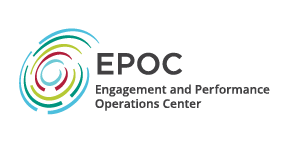 EPOC
Engagement and Performance
Operations Center